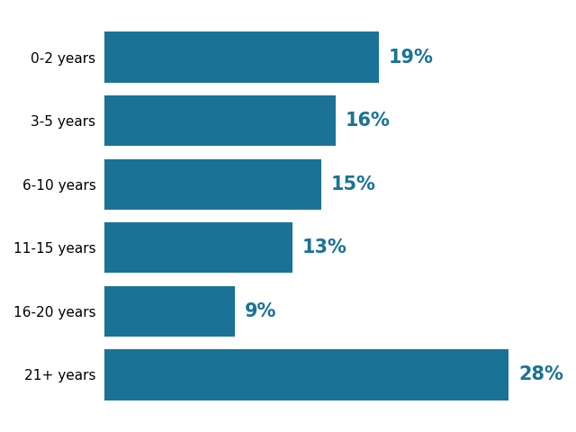 0-2 years 19%
3-5 years 16%
6-10 years 15%
11-15 years 13%
16-20 years 9%
21+ years 28%